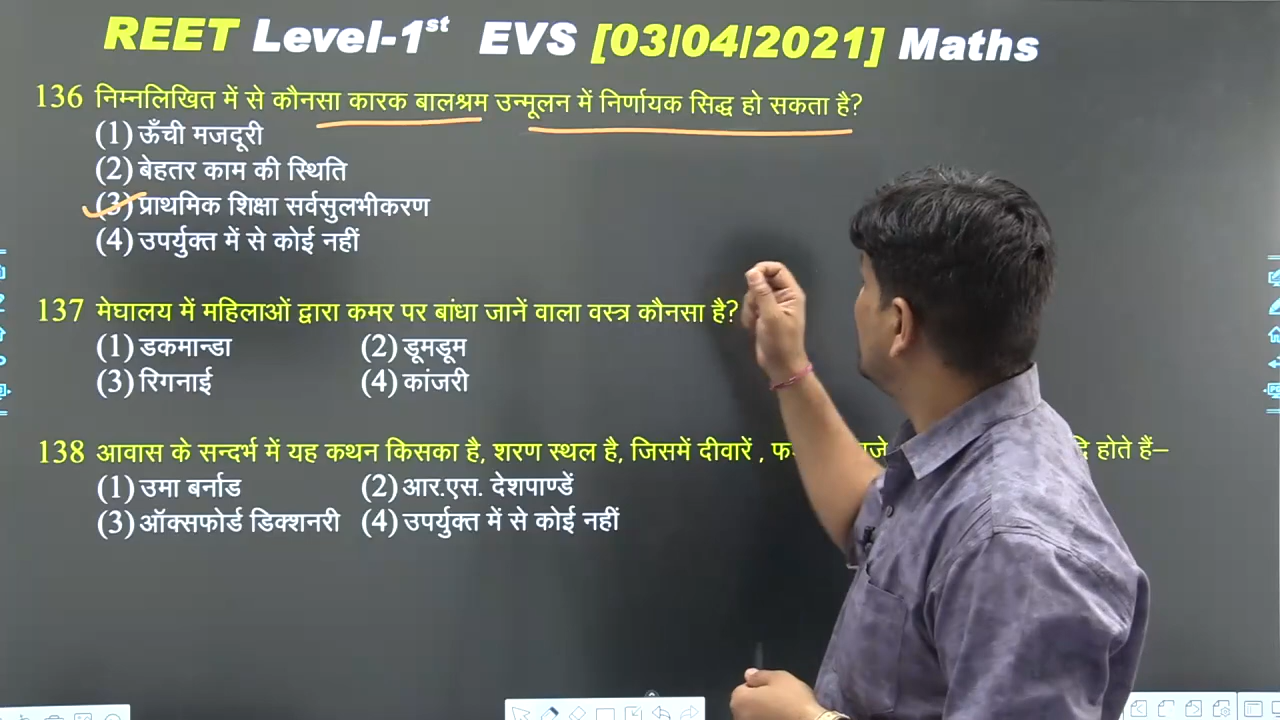 REET Level-1st EVS [03/04/2021] Maths
136 निम्नलिखित में से कौनसा कारक बालश्रम उन्मूलन में निर्णायक सिद्ध हो सकता है?
(1) ऊँची मजदूरी
(2) बेहतर काम की स्थिति
(3) प्राथमिक शिक्षा सर्वसुलभीकरण
(4) उपर्युक्त में से कोई नहीं
137 मेघालय में महिलाओं द्वारा कमर पर बांधा जानें वाला वस्त्र कौनसा है?
(1) डकमान्डा (2) डूमडूम
(3) रिगनाई (4) कांजरी
138 आवास के सन्दर्भ में यह कथन किसका है, शरण स्थल है, जिसमें दीवारें , होते हैं–
(1) उमा बर्नाड (2) आर.एस. देशपाण्डें
(3) ऑक्सफोर्ड डिक्शनरी (4) उपर्युक्त में से कोई नहीं